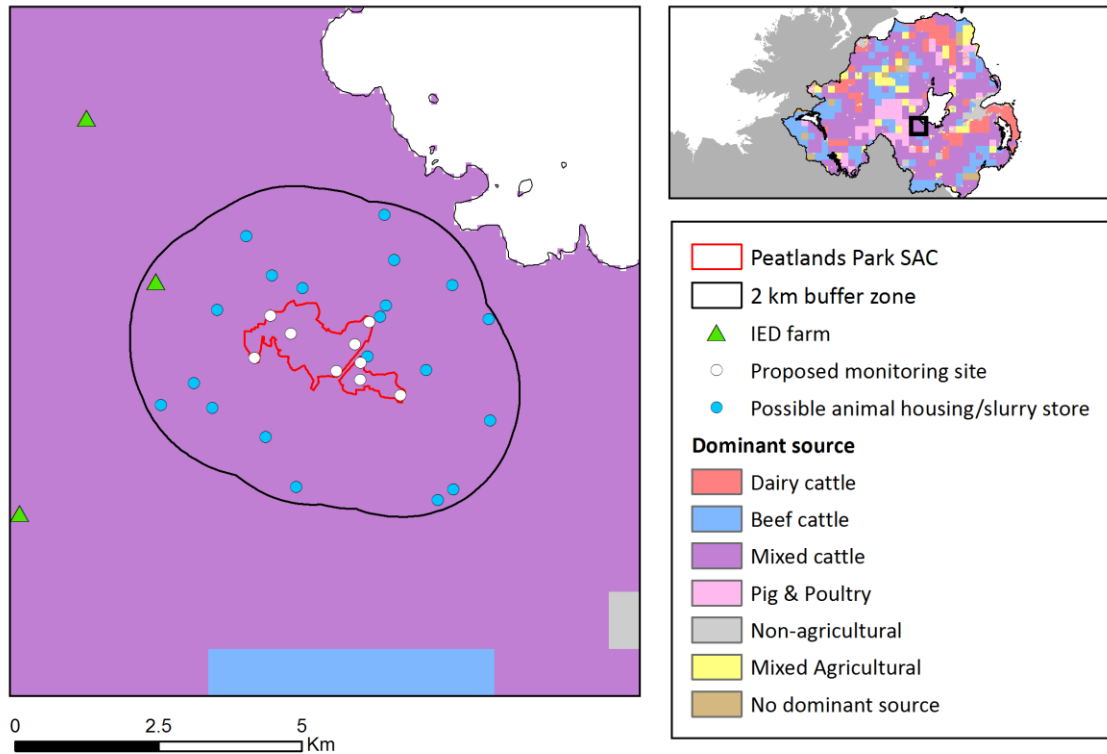 Peatlands Park SAC
2 km buffer zone
IED farm
Proposed monitoring site
Possible animal housing/slurry store
Dominant source
Dairy cattle
Beef cattle
Mixed cattle
Pig & Poultry
Non-agricultural
Mixed Agricultural
No dominant source
0 2.5 5
Km